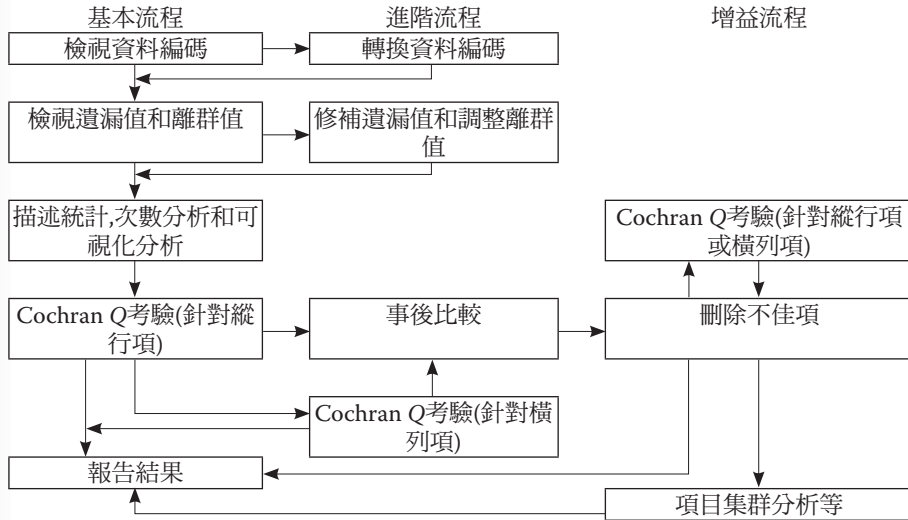 基本流程
進階流程
增益流程
檢視資料編碼
轉換資料編碼
檢視遺漏值和離群值
修補遺漏值和調整離群
值
描述統計,次數分析和可
視化分析
Cochran Q考驗(針對縱行項
或橫列項)
Cochran Q考驗(針對縱
行項)
事後比較
刪除不佳項
Cochran Q考驗(針對橫
列項)
報告結果
項目集群分析等